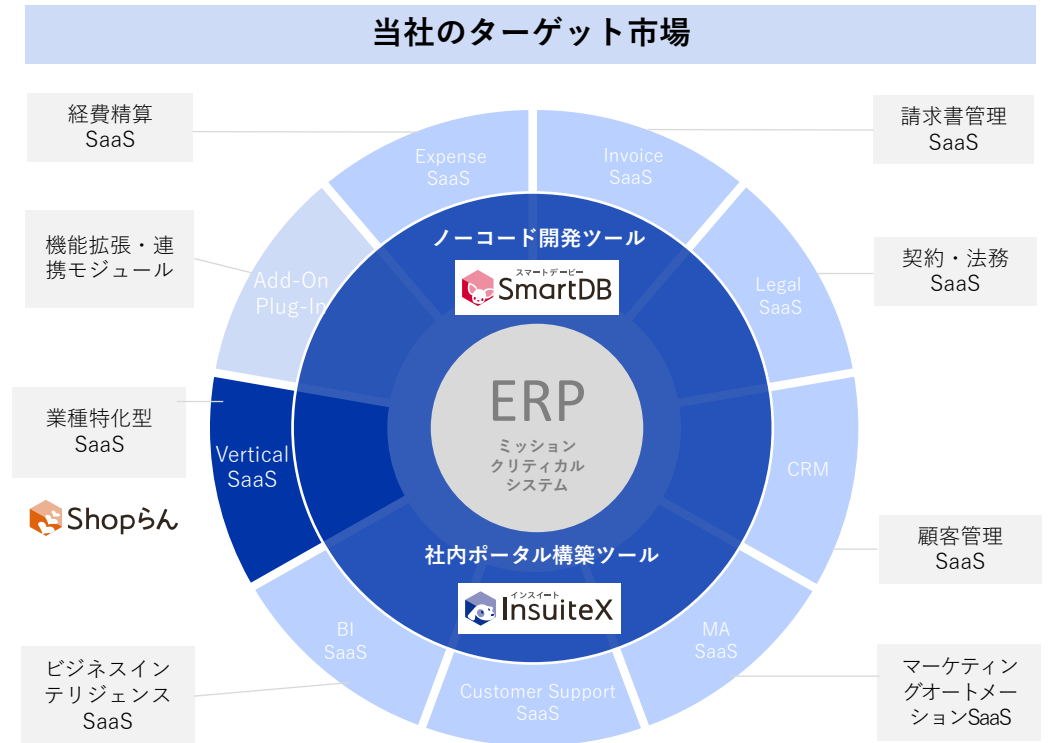 当社のターゲット市場
経費精算
SaaS
請求書管理
SaaS
Expense
SaaS
Invoice
SaaS
機能拡張・連
携モジュール
Add-On
Plug-In
ノーコード開発ツール
スマートデービー
SmartDB
Legal
SaaS
契約・法務
SaaS
ERP
ミッション
クリティカル
システム
業種特化型
SaaS
Vertical
SaaS
CRM
Shopらん
顧客管理
SaaS
社内ポータル構築ツール
インスイート
InsuiteX
BI
SaaS
MA
SaaS
Customer Support
SaaS
ビジネスイン
テリジェンス
SaaS
マーケティン
グオートメー
ションSaaS